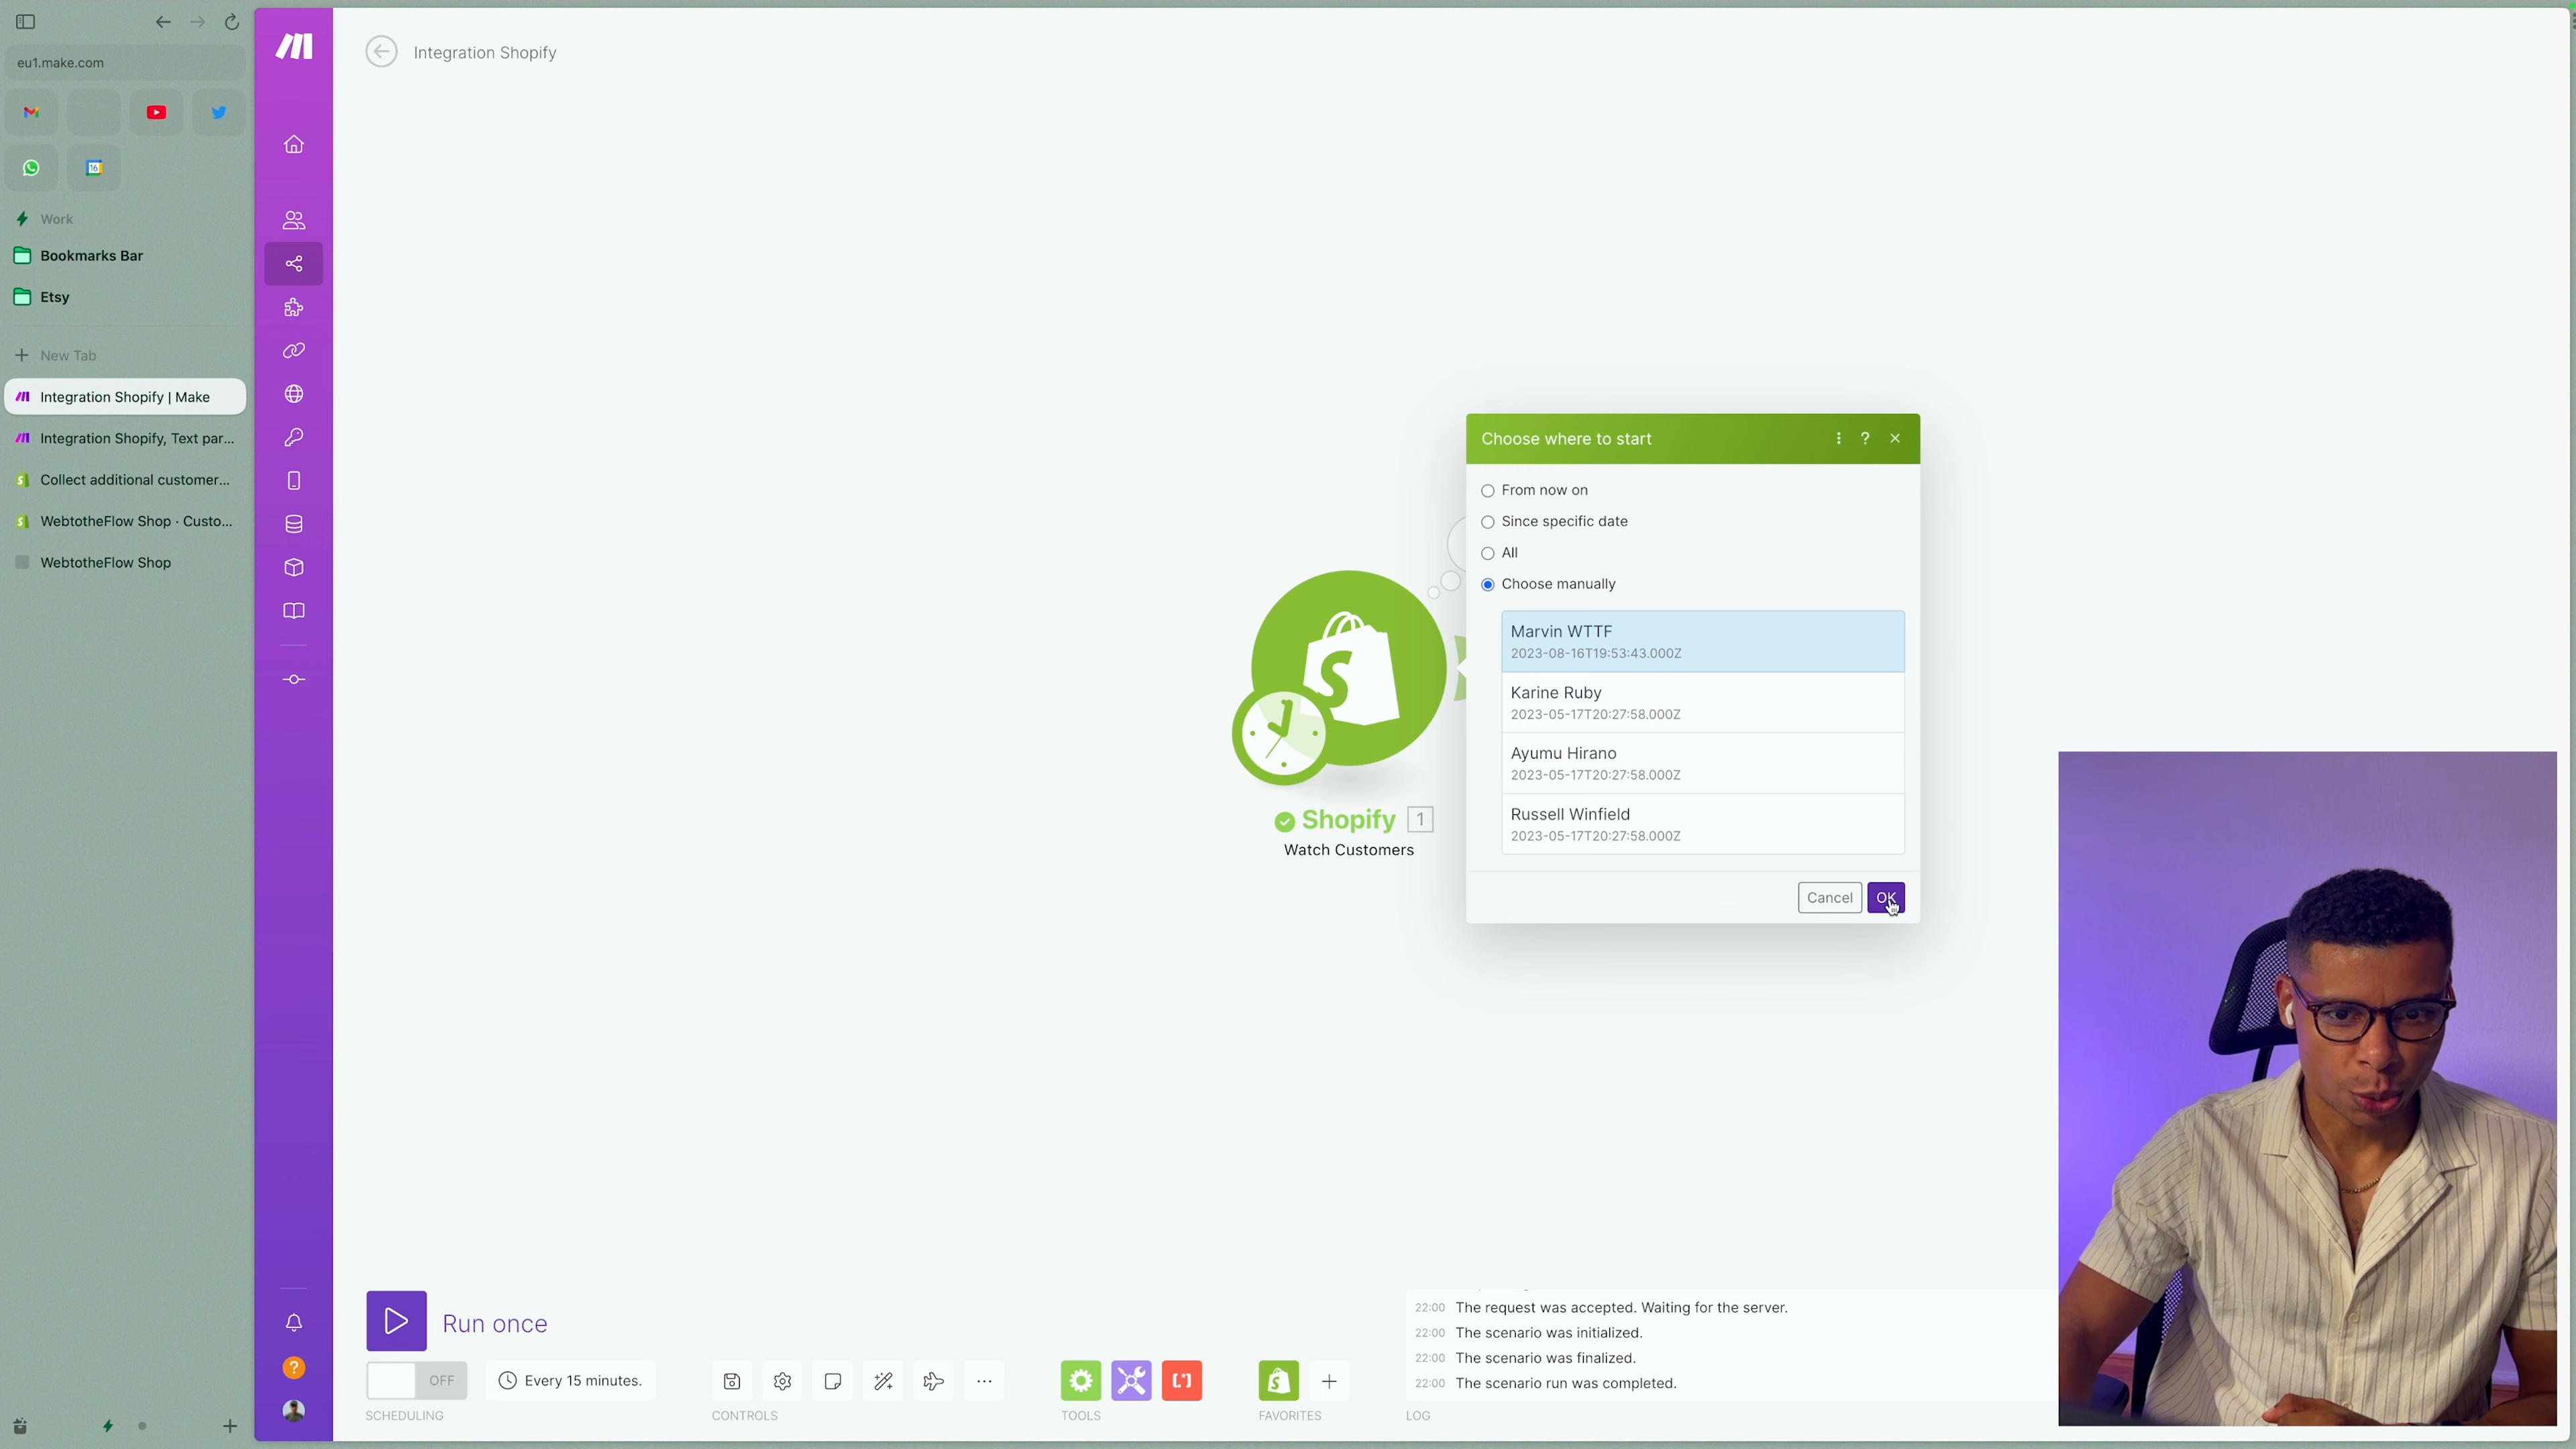 eu1.make.com
16
Work
Bookmarks Bar
Etsy
New Tab
Integration Shopify | Make
Integration Shopify, Text par...
Collect additional customer...
WebtotheFlow Shop · Custo...
WebtotheFlow Shop
Integration Shopify
Shopify 1
Watch Customers
Choose where to start
From now on
Since specific date
All
Choose manually
Marvin WTTF
2023-08-16T19:53:43.000Z
Karine Ruby
2023-05-17T20:27:58.000Z
Ayumu Hirano
2023-05-17T20:27:58.000Z
Russell Winfield
2023-05-17T20:27:58.000Z
Cancel
OK
Run once
OFF
Every 15 minutes.
SCHEDULING
CONTROLS
TOOLS
FAVORITES
22:00 The request was accepted. Waiting for the server.
22:00 The scenario was initialized.
22:00 The scenario was finalized.
22:00 The scenario run was completed.
LOG